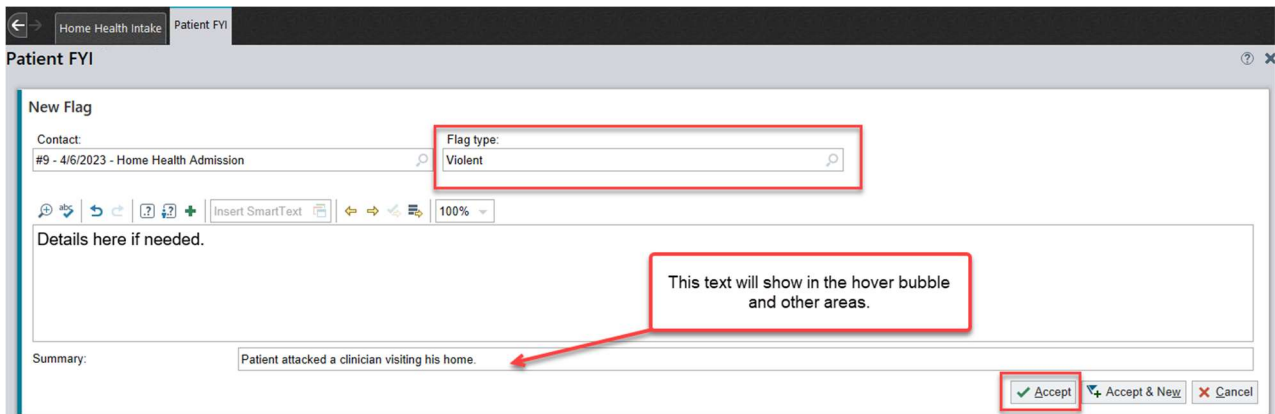 Home Health Intake
Patient FYI
Patient FYI
New Flag
Contact:
Flag type:
#9 - 4/6/2023 - Home Health Admission
Violent
abc
Insert SmartText
100%
Details here if needed.
This text will show in the hover bubble
and other areas.
Summary:
Patient attacked a clinician visiting his home.
Accept
Accept & New
Cancel